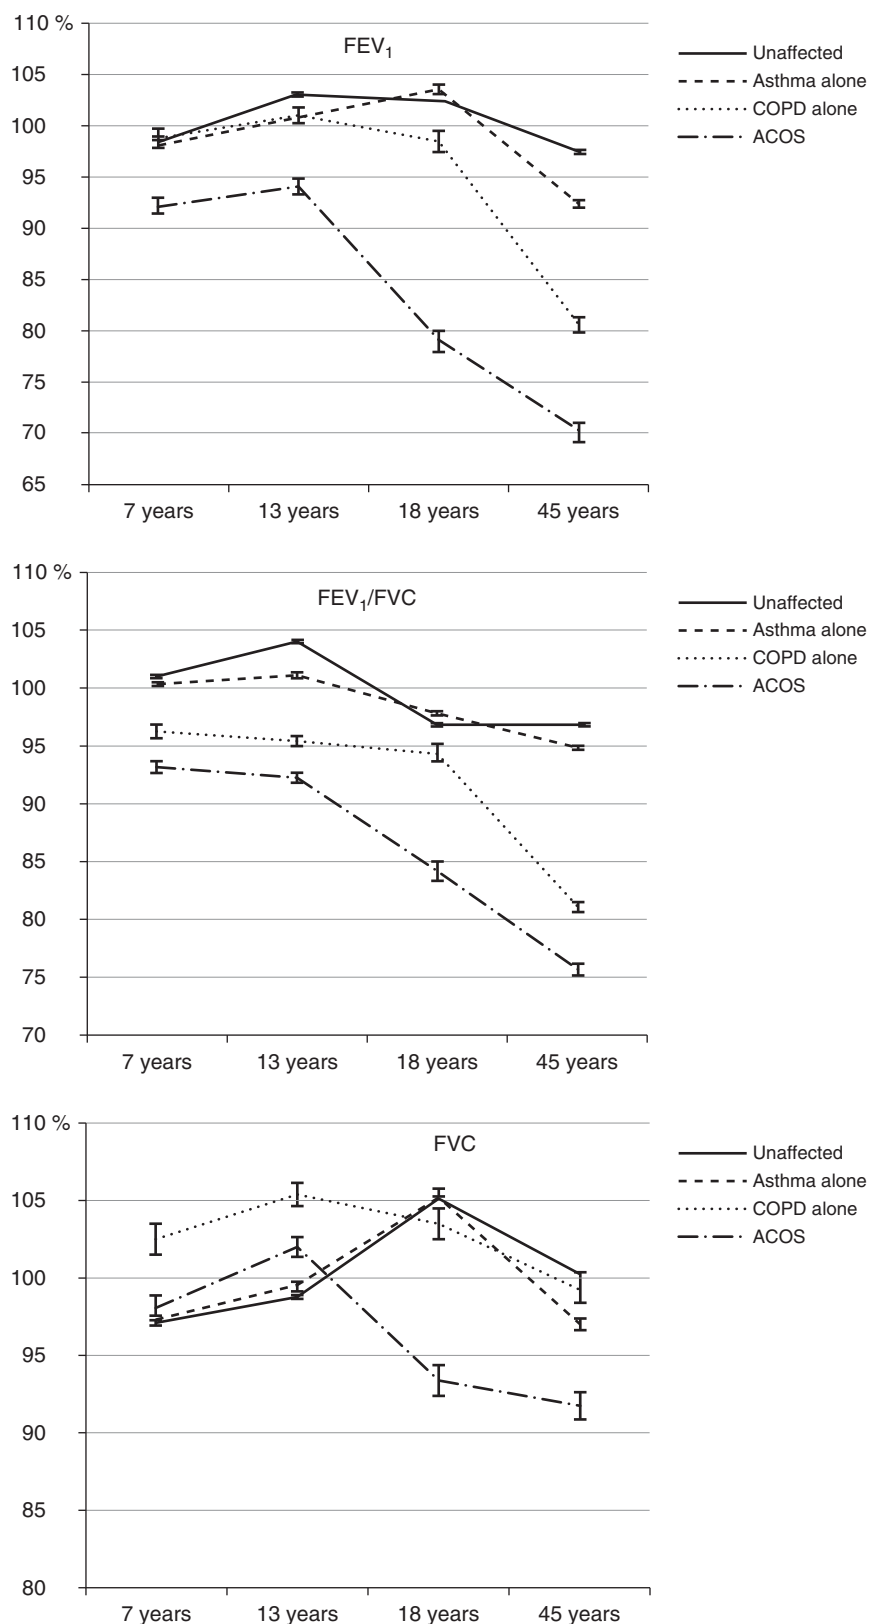 110 %
FEV1
105
100
95
90
85
80
75
70
65
7 years 13 years 18 years 45 years
Unaffected
Asthma alone
COPD alone
ACOS
110 %
FEV1/FVC
105
100
95
90
85
80
75
70
7 years 13 years 18 years 45 years
Unaffected
Asthma alone
COPD alone
ACOS
110 %
FVC
105
100
95
90
85
80
7 years 13 years 18 years 45 years
Unaffected
Asthma alone
COPD alone
ACOS